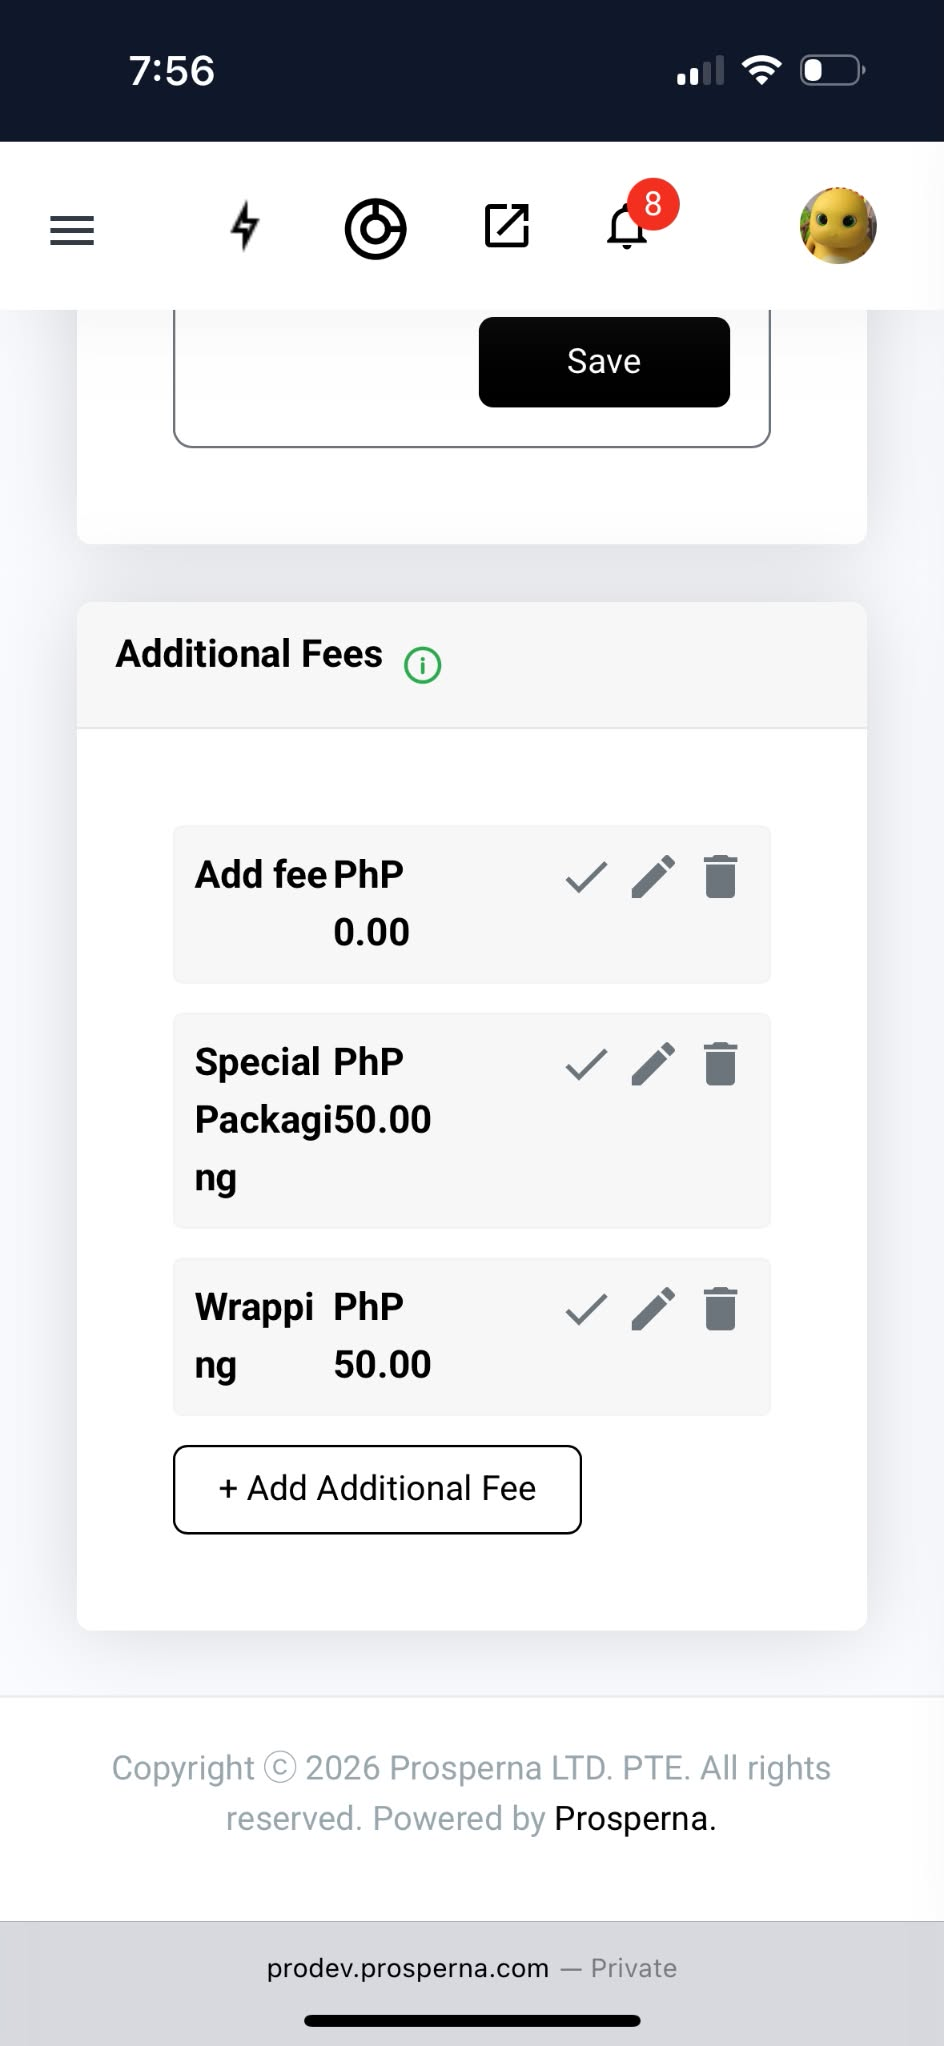 7:56
8
Save
Additional Fees
Add fee PhP
0.00
Special PhP
Packagi50.00
ng
Wrappi PhP
ng 50.00
+ Add Additional Fee
Copyright © 2026 Prosperna LTD. PTE. All rights
reserved. Powered by Prosperna.
prodev.prosperna.com — Private